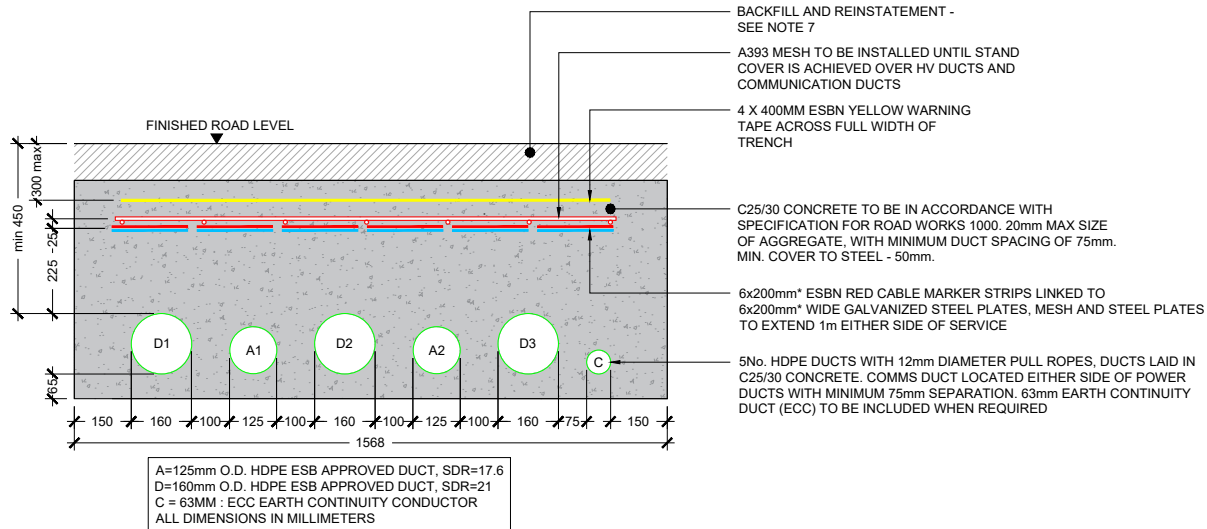 BACKFILL AND REINSTATEMENT -
SEE NOTE 7
A393 MESH TO BE INSTALLED UNTIL STAND
COVER IS ACHIEVED OVER HV DUCTS AND
COMMUNICATION DUCTS
4 X 400MM ESBN YELLOW WARNING
TAPE ACROSS FULL WIDTH OF
TRENCH
FINISHED ROAD LEVEL
300 max
min 450
25
225
65
C25/30 CONCRETE TO BE IN ACCORDANCE WITH
SPECIFICATION FOR ROAD WORKS 1000. 20mm MAX SIZE
OF AGGREGATE, WITH MINIMUM DUCT SPACING OF 75mm.
MIN. COVER TO STEEL - 50mm.
6x200mm* ESBN RED CABLE MARKER STRIPS LINKED TO
6x200mm* WIDE GALVANIZED STEEL PLATES, MESH AND STEEL PLATES
TO EXTEND 1m EITHER SIDE OF SERVICE
D1 A1 D2 A2 D3 C
5No. HDPE DUCTS WITH 12mm DIAMETER PULL ROPES, DUCTS LAID IN
C25/30 CONCRETE. COMMS DUCT LOCATED EITHER SIDE OF POWER
DUCTS WITH MINIMUM 75mm SEPARATION. 63mm EARTH CONTINUITY
DUCT (ECC) TO BE INCLUDED WHEN REQUIRED
150 160 100 125 100 160 100 125 100 160 75 150
1568
A=125mm O.D. HDPE ESB APPROVED DUCT, SDR=17.6
D=160mm O.D. HDPE ESB APPROVED DUCT, SDR=21
C = 63MM : ECC EARTH CONTINUITY CONDUCTOR
ALL DIMENSIONS IN MILLIMETERS